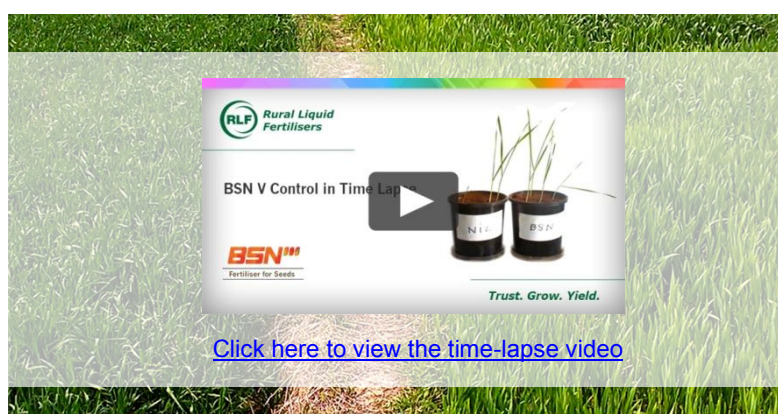 RLF
Rural Liquid
Fertilisers
BSN V Control in Time Lapse
NIL
BSN
BSN
Fertiliser for Seeds
Trust. Grow. Yield.
Click here to view the time-lapse video